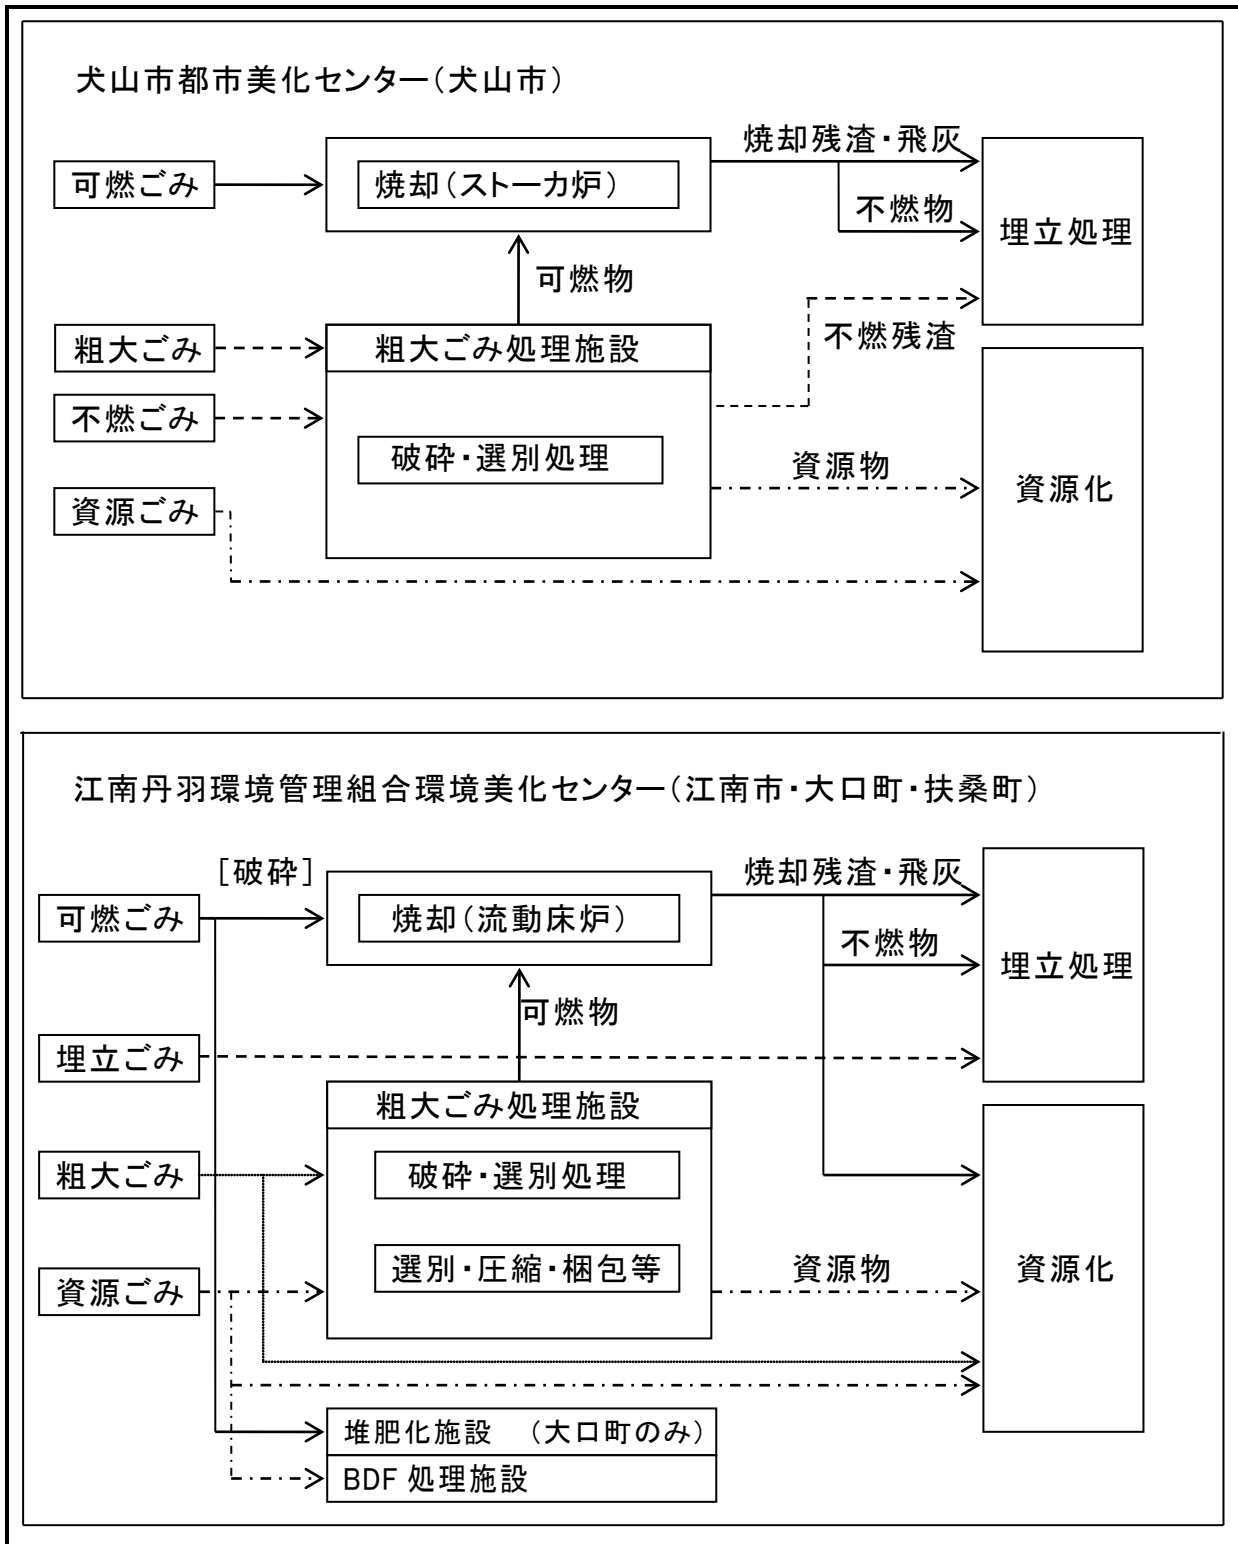 犬山市都市美化センター(犬山市)
焼却残渣・飛灰
可燃ごみ
焼却(ストーカ炉)
不燃物
埋立処理
可燃物
粗大ごみ
粗大ごみ処理施設
不燃残渣
不燃ごみ
破砕・選別処理
資源物
資源ごみ
資源化
江南丹羽環境管理組合環境美化センター(江南市・大口町・扶桑町)
[破砕]
焼却残渣・飛灰
可燃ごみ
焼却(流動床炉)
不燃物
埋立処理
可燃物
埋立ごみ
粗大ごみ処理施設
粗大ごみ
破砕・選別処理
資源ごみ
選別・圧縮・梱包等
資源物
資源化
堆肥化施設 (大口町のみ)
BDF 処理施設